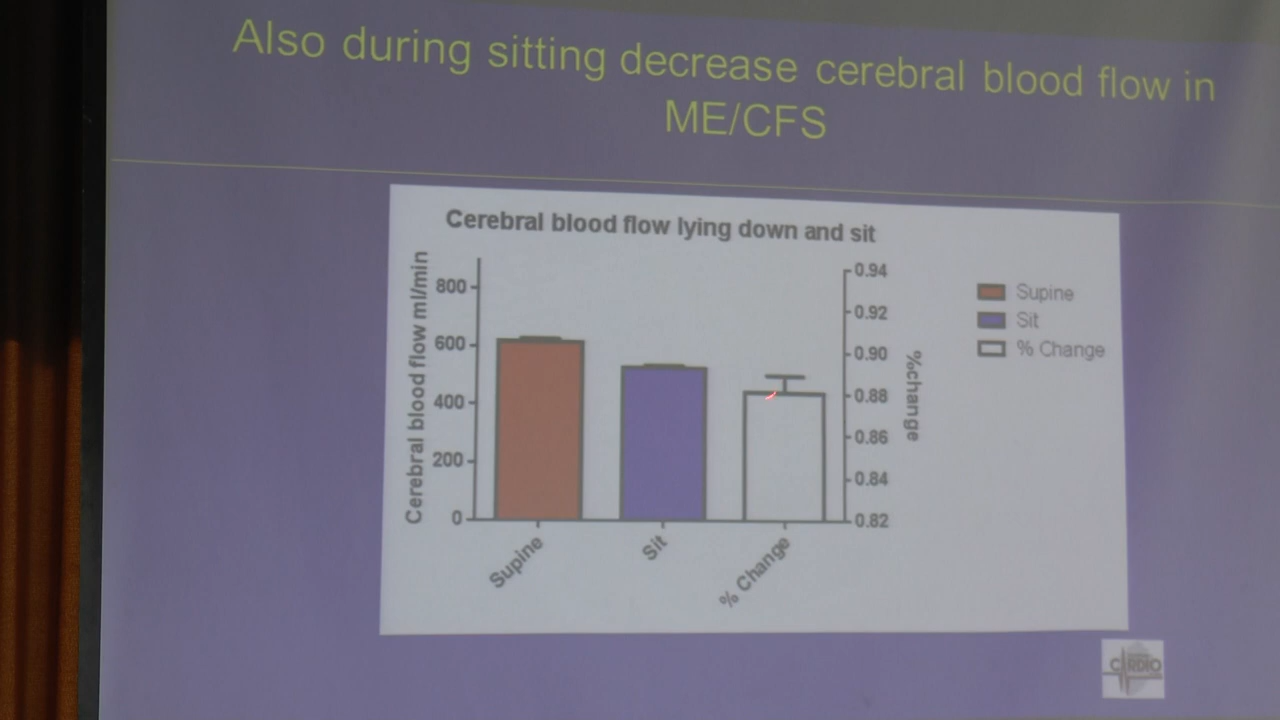 Also during sitting decrease cerebral blood flow in
ME/CFS
Cerebral blood flow lying down and sit
Cerebral blood flow ml/min
800
600
400
200
0
0.94
0.92
0.90
0.88
0.86
0.84
0.82
%change
Supine
Sit
% Change
Supine
Sit
% Change
CARDIO